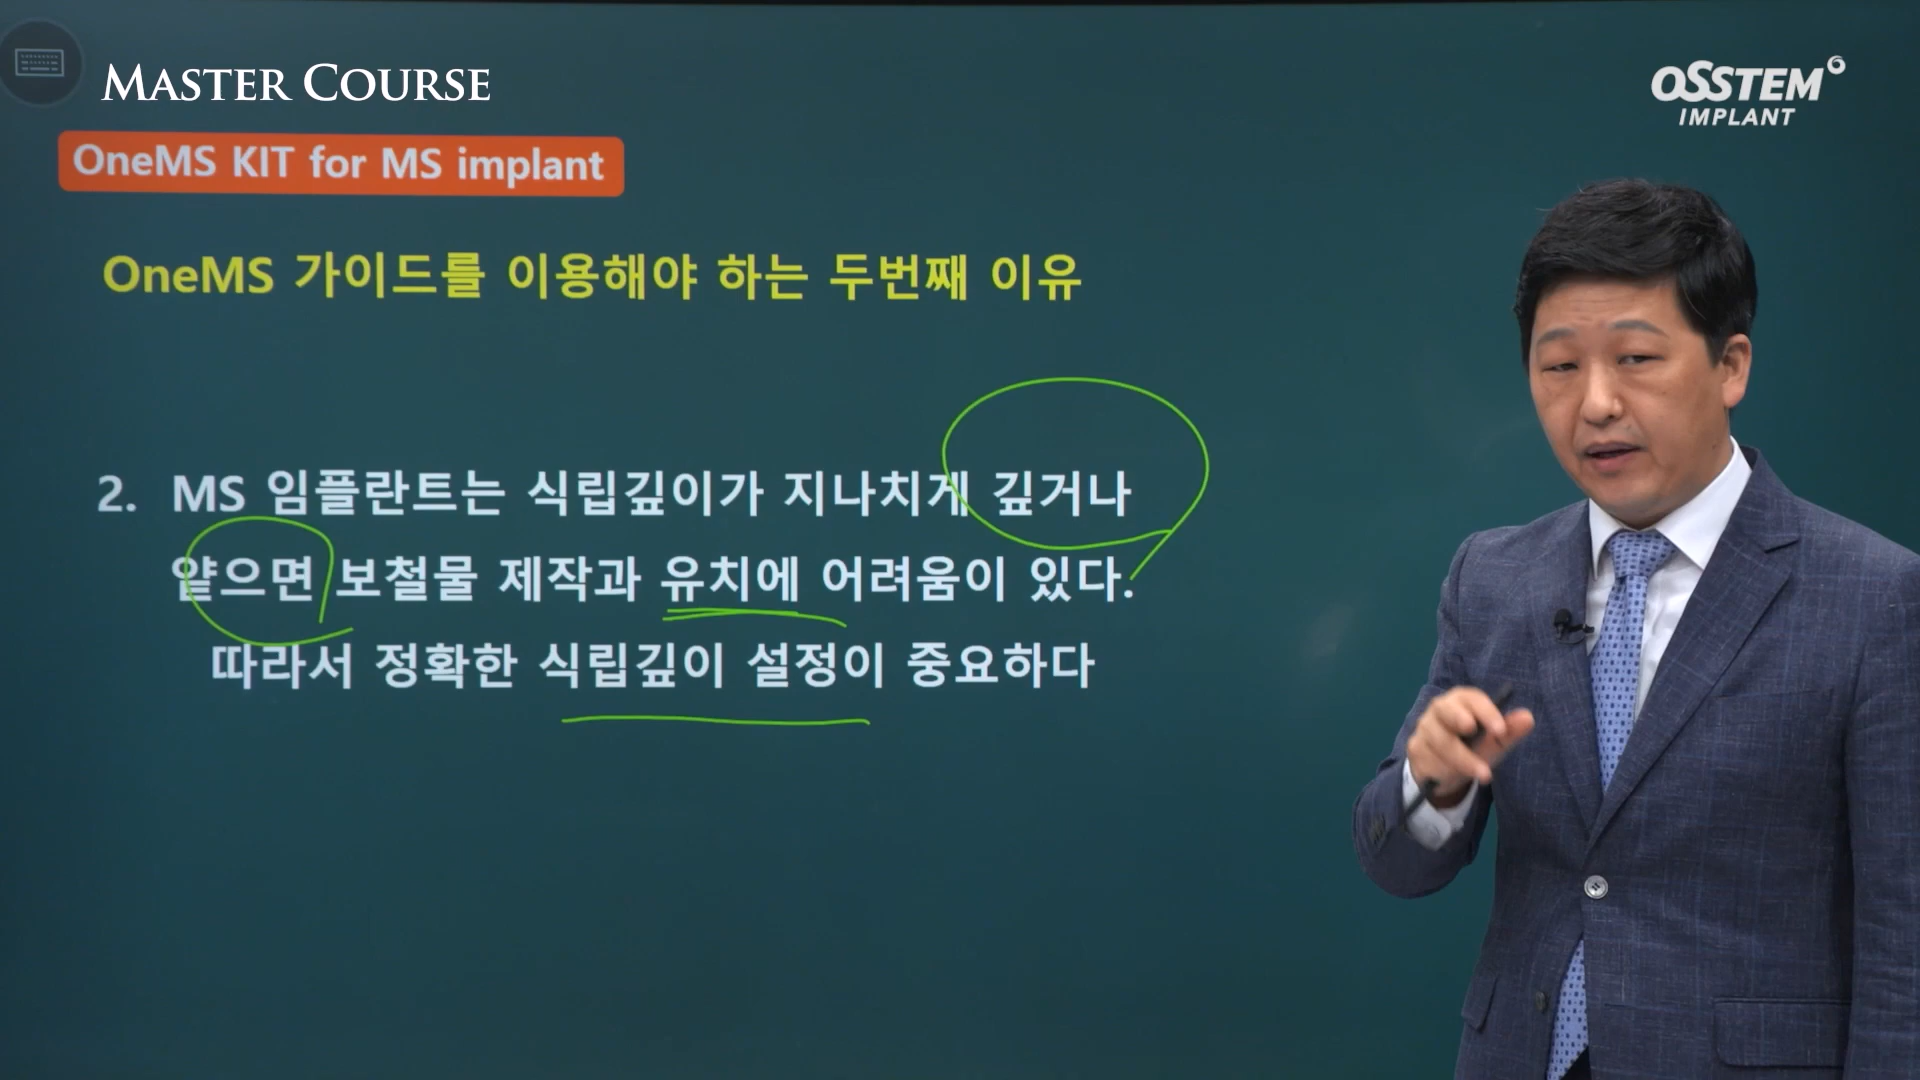 MASTER COURSE
OSSTEM
IMPLANT
OneMS KIT for MS implant
OneMS 가이드를 이용해야 하는 두번째 이유
2. MS 임플란트는 식립깊이가 지나치게 깊거나
얕으면 보철물 제작과 유치에 어려움이 있다.
따라서 정확한 식립깊이 설정이 중요하다